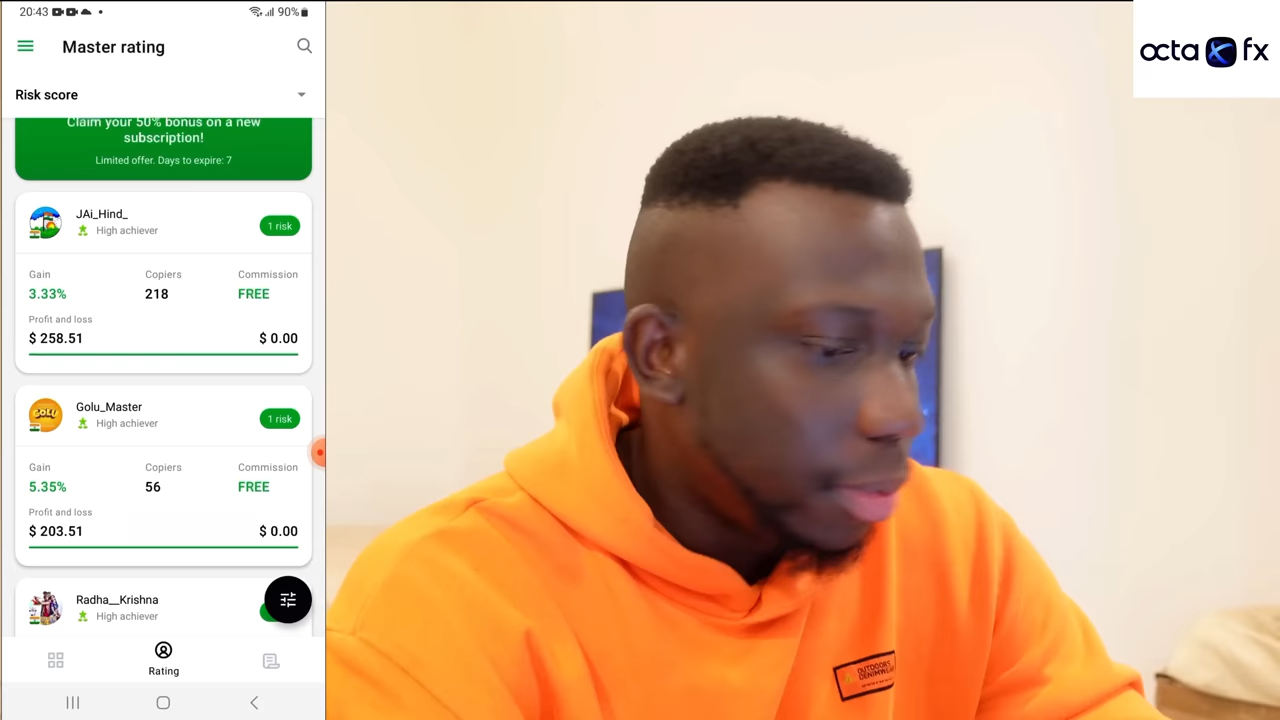 20:43
90%
Master rating
Risk score
Claim your 50% bonus on a new
subscription!
Limited offer. Days to expire: 7
JAi_Hind_
High achiever
1 risk
Gain Copiers Commission
3.33% 218 FREE
Profit and loss
$ 258.51 $ 0.00
GOLU
Golu_Master
High achiever
1 risk
Gain Copiers Commission
5.35% 56 FREE
Profit and loss
$ 203.51 $ 0.00
Radha__Krishna
High achiever
Rating
octa fx
OUTDOORS